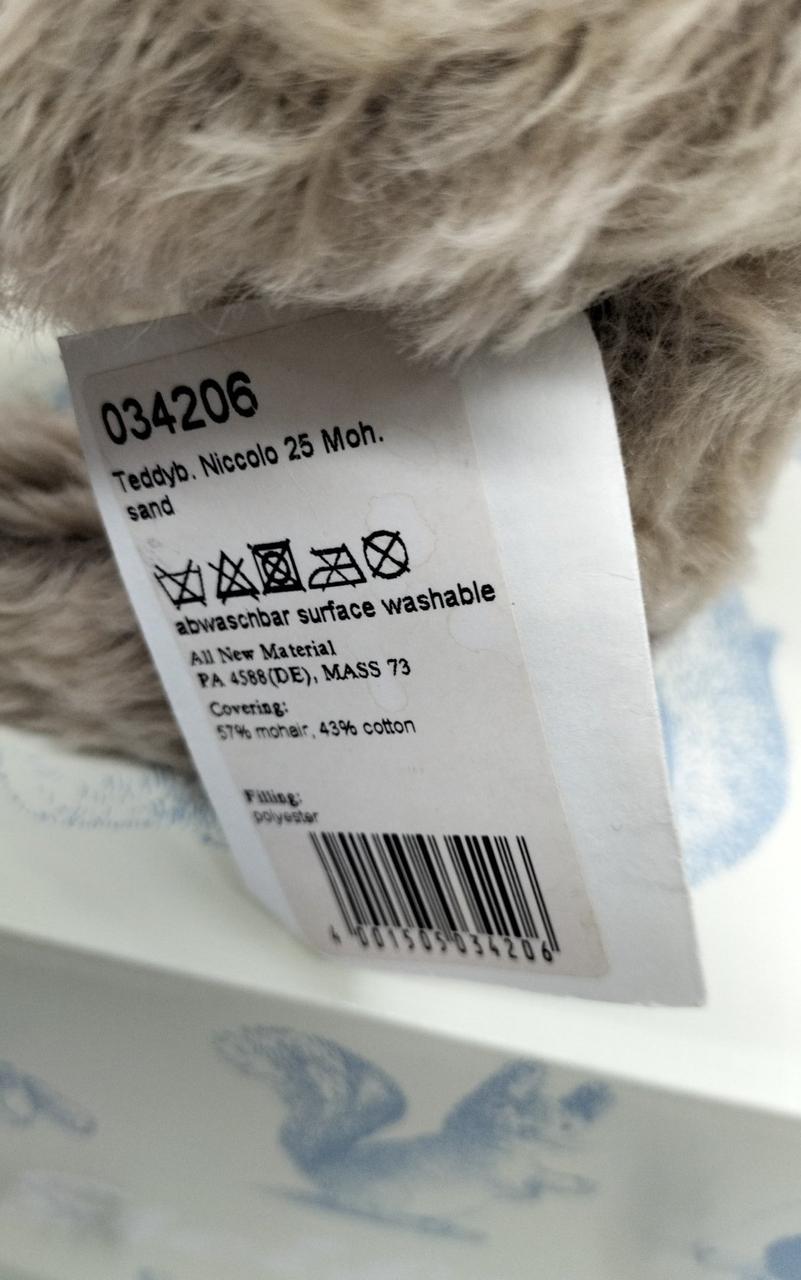 034206
Teddyb. Niccolo 25 Moh.
sand
abwaschbar surface washable
All New Material
PA 4588(DE), MASS 73
Covering:
57% mohair, 43% cotton
Filling:
polyester
4 001505 034206